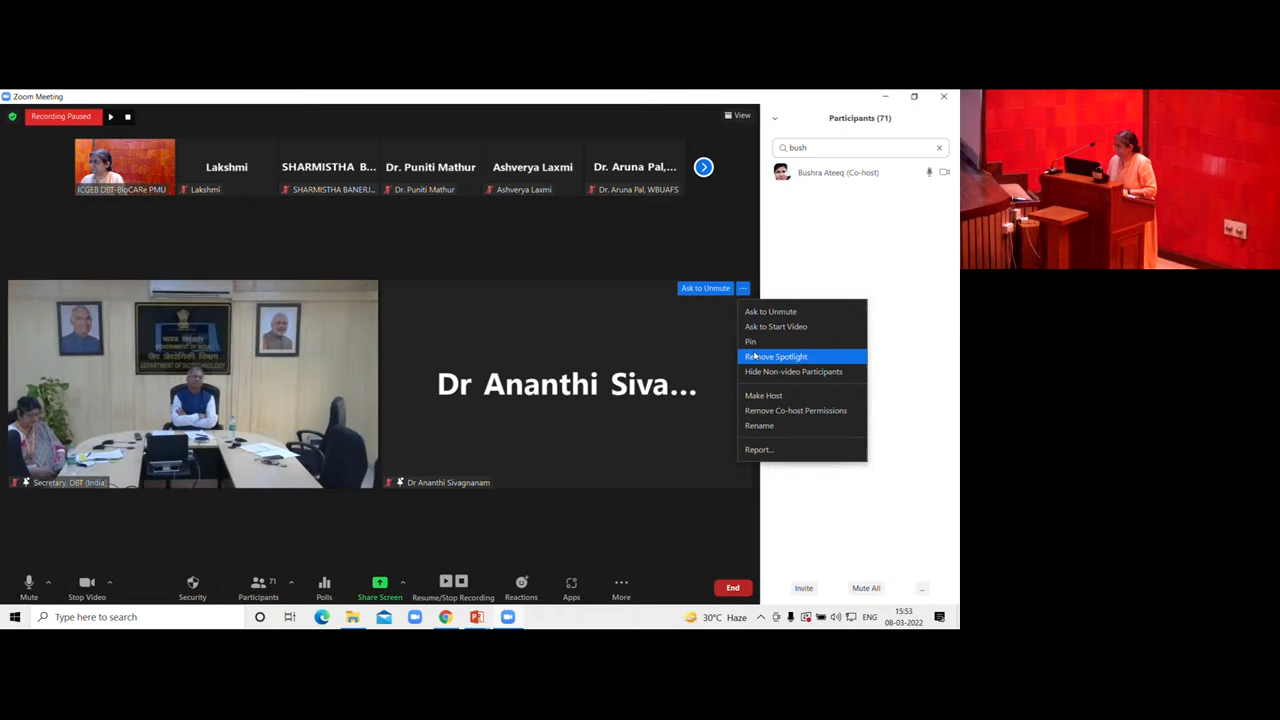 Zoom Meeting
Recording Paused
View
ICGEB DBT-BioCARe PMU
Lakshmi
Lakshmi
SHARMISTHA B...
SHARMISTHA BANERJ...
Dr. Puniti Mathur
Dr. Puniti Mathur
Ashverya Laxmi
Ashverya Laxmi
Dr. Aruna Pal,...
Dr. Aruna Pal, WBUAFS
भारत सरकार
जैव प्रौद्योगिकी विभाग
DEPARTMENT OF BIOTECHNOLOGY
Secretary, DBT (India)
Dr Ananthi Siva...
Dr Ananthi Sivagnanam
Ask to Unmute
...
Ask to Unmute
Ask to Start Video
Pin
Remove Spotlight
Hide Non-video Participants
Make Host
Remove Co-host Permissions
Rename
Report...
Participants (71)
bush
Bushra Ateeq (Co-host)
Invite
Mute All
...
Mute
Stop Video
Security
71
Participants
Polls
Share Screen
Resume/Stop Recording
Reactions
Apps
More
End
Type here to search
30°C Haze
ENG
15:53
08-03-2022